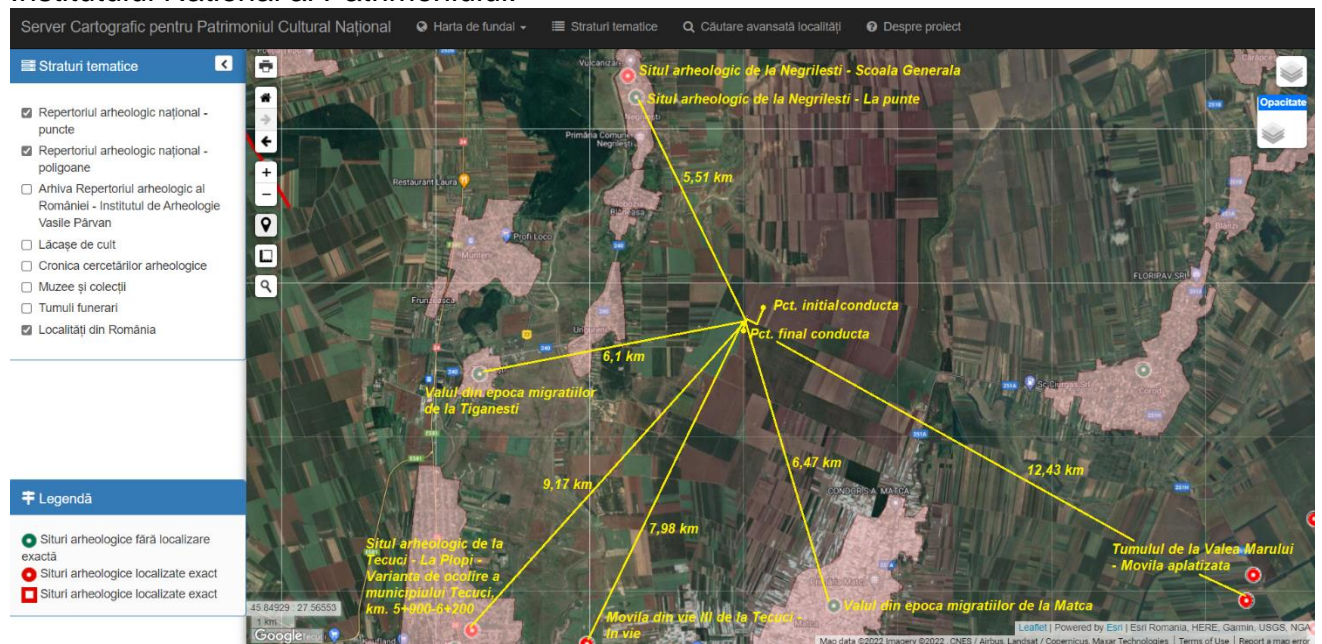 Institutului Național al Patrimoniului.
Server Cartografic pentru Patrimoniul Cultural Național
Harta de fundal
Straturi tematice
Căutare avansată localități
Despre proiect
Straturi tematice
Repertoriul arheologic național -
puncte
Repertoriul arheologic național -
poligoane
Arhiva Repertoriul arheologic al
României - Institutul de Arheologie
Vasile Pârvan
Lăcașe de cult
Cronica cercetărilor arheologice
Muzee și colecții
Tumuli funerari
Localități din România
Legendă
Situri arheologice fără localizare
exactă
Situri arheologice localizate exact
Situri arheologice localizate exact
Opacitate
Vulcanizare
Situl arheologic de la Negrilesti - Scoala Generala
Situl arheologic de la Negrilesti - La punte
Negrilești
Primăria Comunei
Negrilești
5,51 km
Restaurant Laura
Profi Loco
Munteni
Frunzeasca
FLORIPAV SRL
Pct. initial conducta
Pct. final conducta
6,1 km
Valul din epoca migratiilor
de la Tiganesti
6,47 km
12,43 km
9,17 km
7,98 km
CONDOR S.A. MATCA
Situl arheologic de la
Tecuci - La Plopi -
Varianta de ocolire a
municipiului Tecuci,
km. 5+900-6+200
Movila din vie III de la Tecuci -
In vie
Valul din epoca migratiilor de la Matca
Tumulul de la Valea Marului
- Movila aplatizata
45.84929 : 27.56553
1 km
Google
Leaflet | Powered by Esri | Esri Romania, HERE, Garmin, USGS, NGA
Map data ©2022 Imagery ©2022 , CNES / Airbus, Landsat / Copernicus, Maxar Technologies
Terms of Use
Report a map error